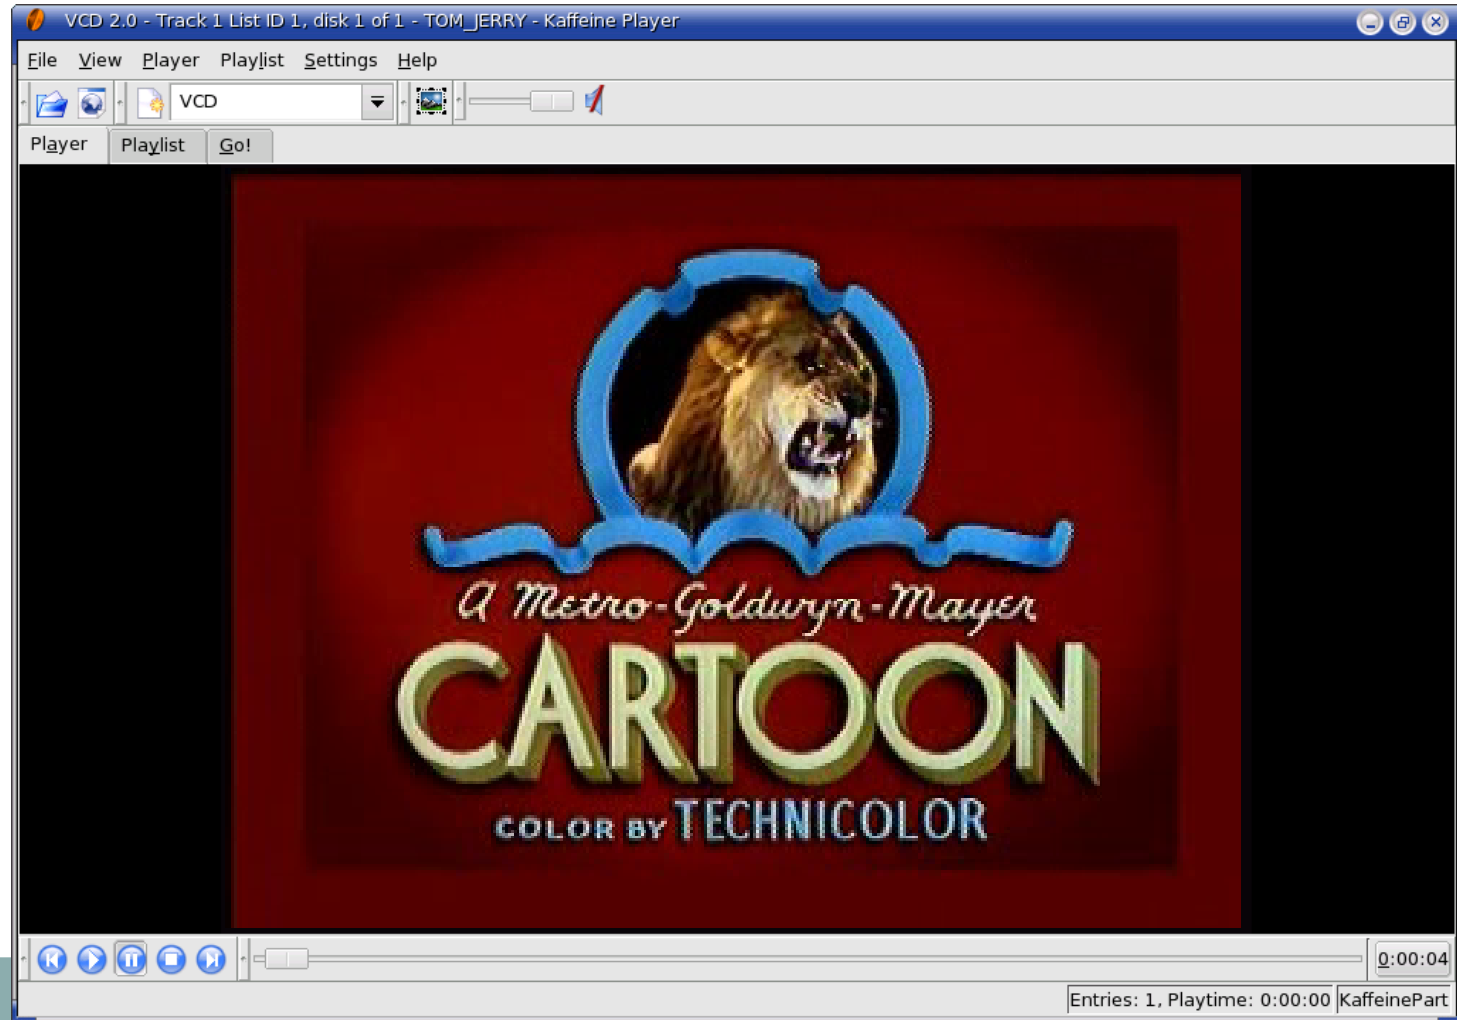 VCD 2.0 - Track 1 List ID 1, disk 1 of 1 - TOM_JERRY - Kaffeine Player
File View Player Playlist Settings Help
VCD
Player Playlist Go!
A Metro-Goldwyn-Mayer
CARTOON
COLOR BY TECHNICOLOR
0:00:04
Entries: 1, Playtime: 0:00:00 KaffeinePart